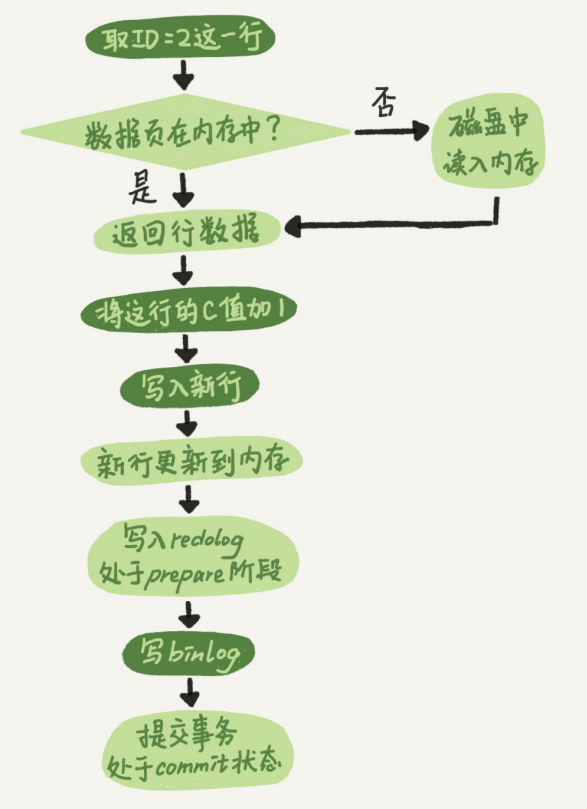 取ID=2这一行
数据页在内存中？
否
磁盘中
读入内存
是
返回行数据
将这行的C值加1
写入新行
新行更新到内存
写入redolog
处于prepare阶段
写binlog
提交事务
处于commit状态